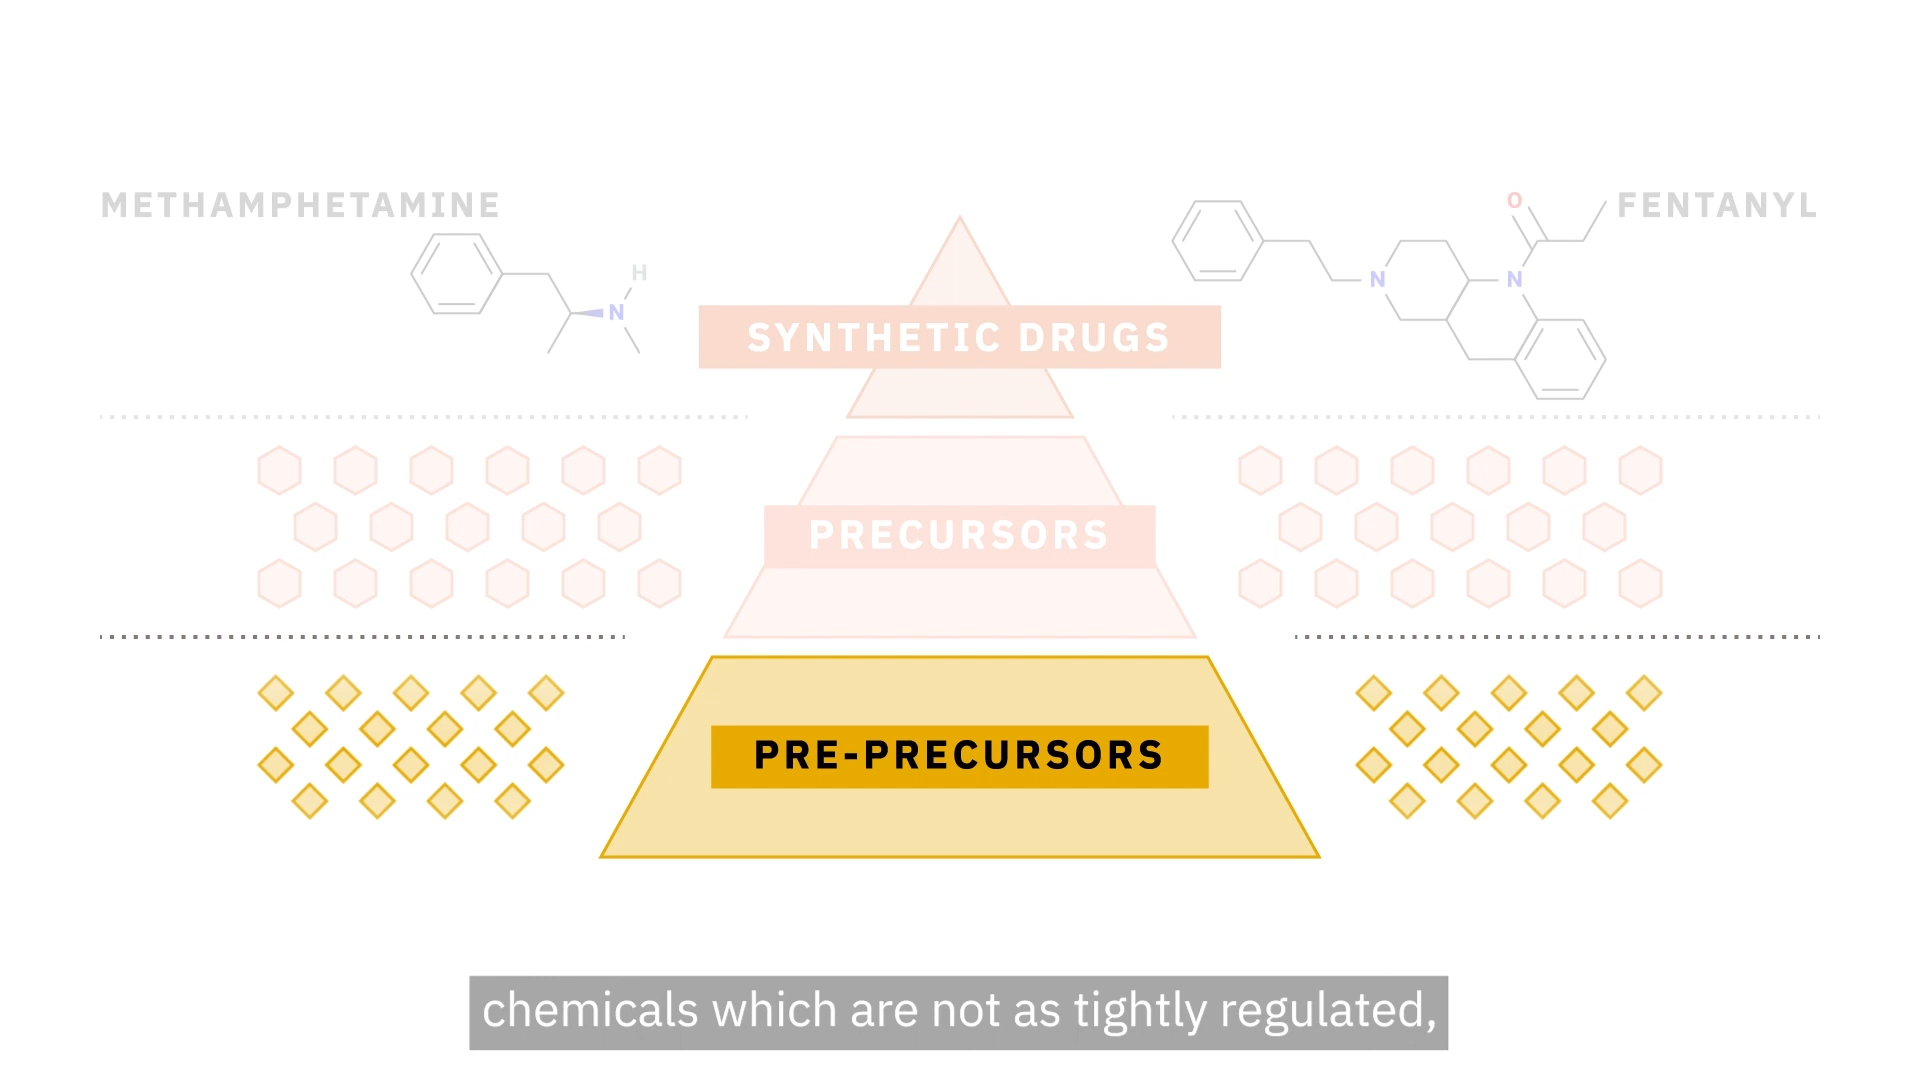 METHAMPHETAMINE
H
N
O
FENTANYL
N
N
SYNTHETIC DRUGS
PRECURSORS
PRE-PRECURSORS
chemicals which are not as tightly regulated,